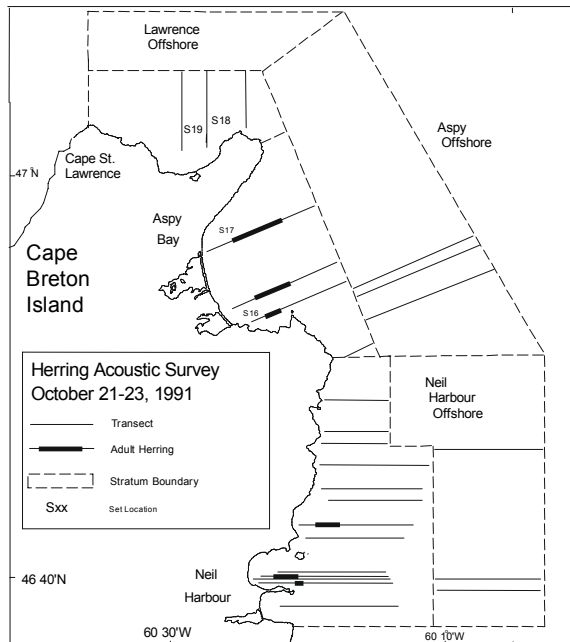 Lawrence
Offshore
S19
S18
Cape St.
Lawrence
47 N
Aspy
Offshore
Aspy
Bay
S17
Cape
Breton
Island
S16
Herring Acoustic Survey
October 21-23, 1991
Transect
Adult Herring
Stratum Boundary
Sxx
Set Location
Neil
Harbour
Offshore
46 40'N
Neil
Harbour
60 30'W
60 10'W